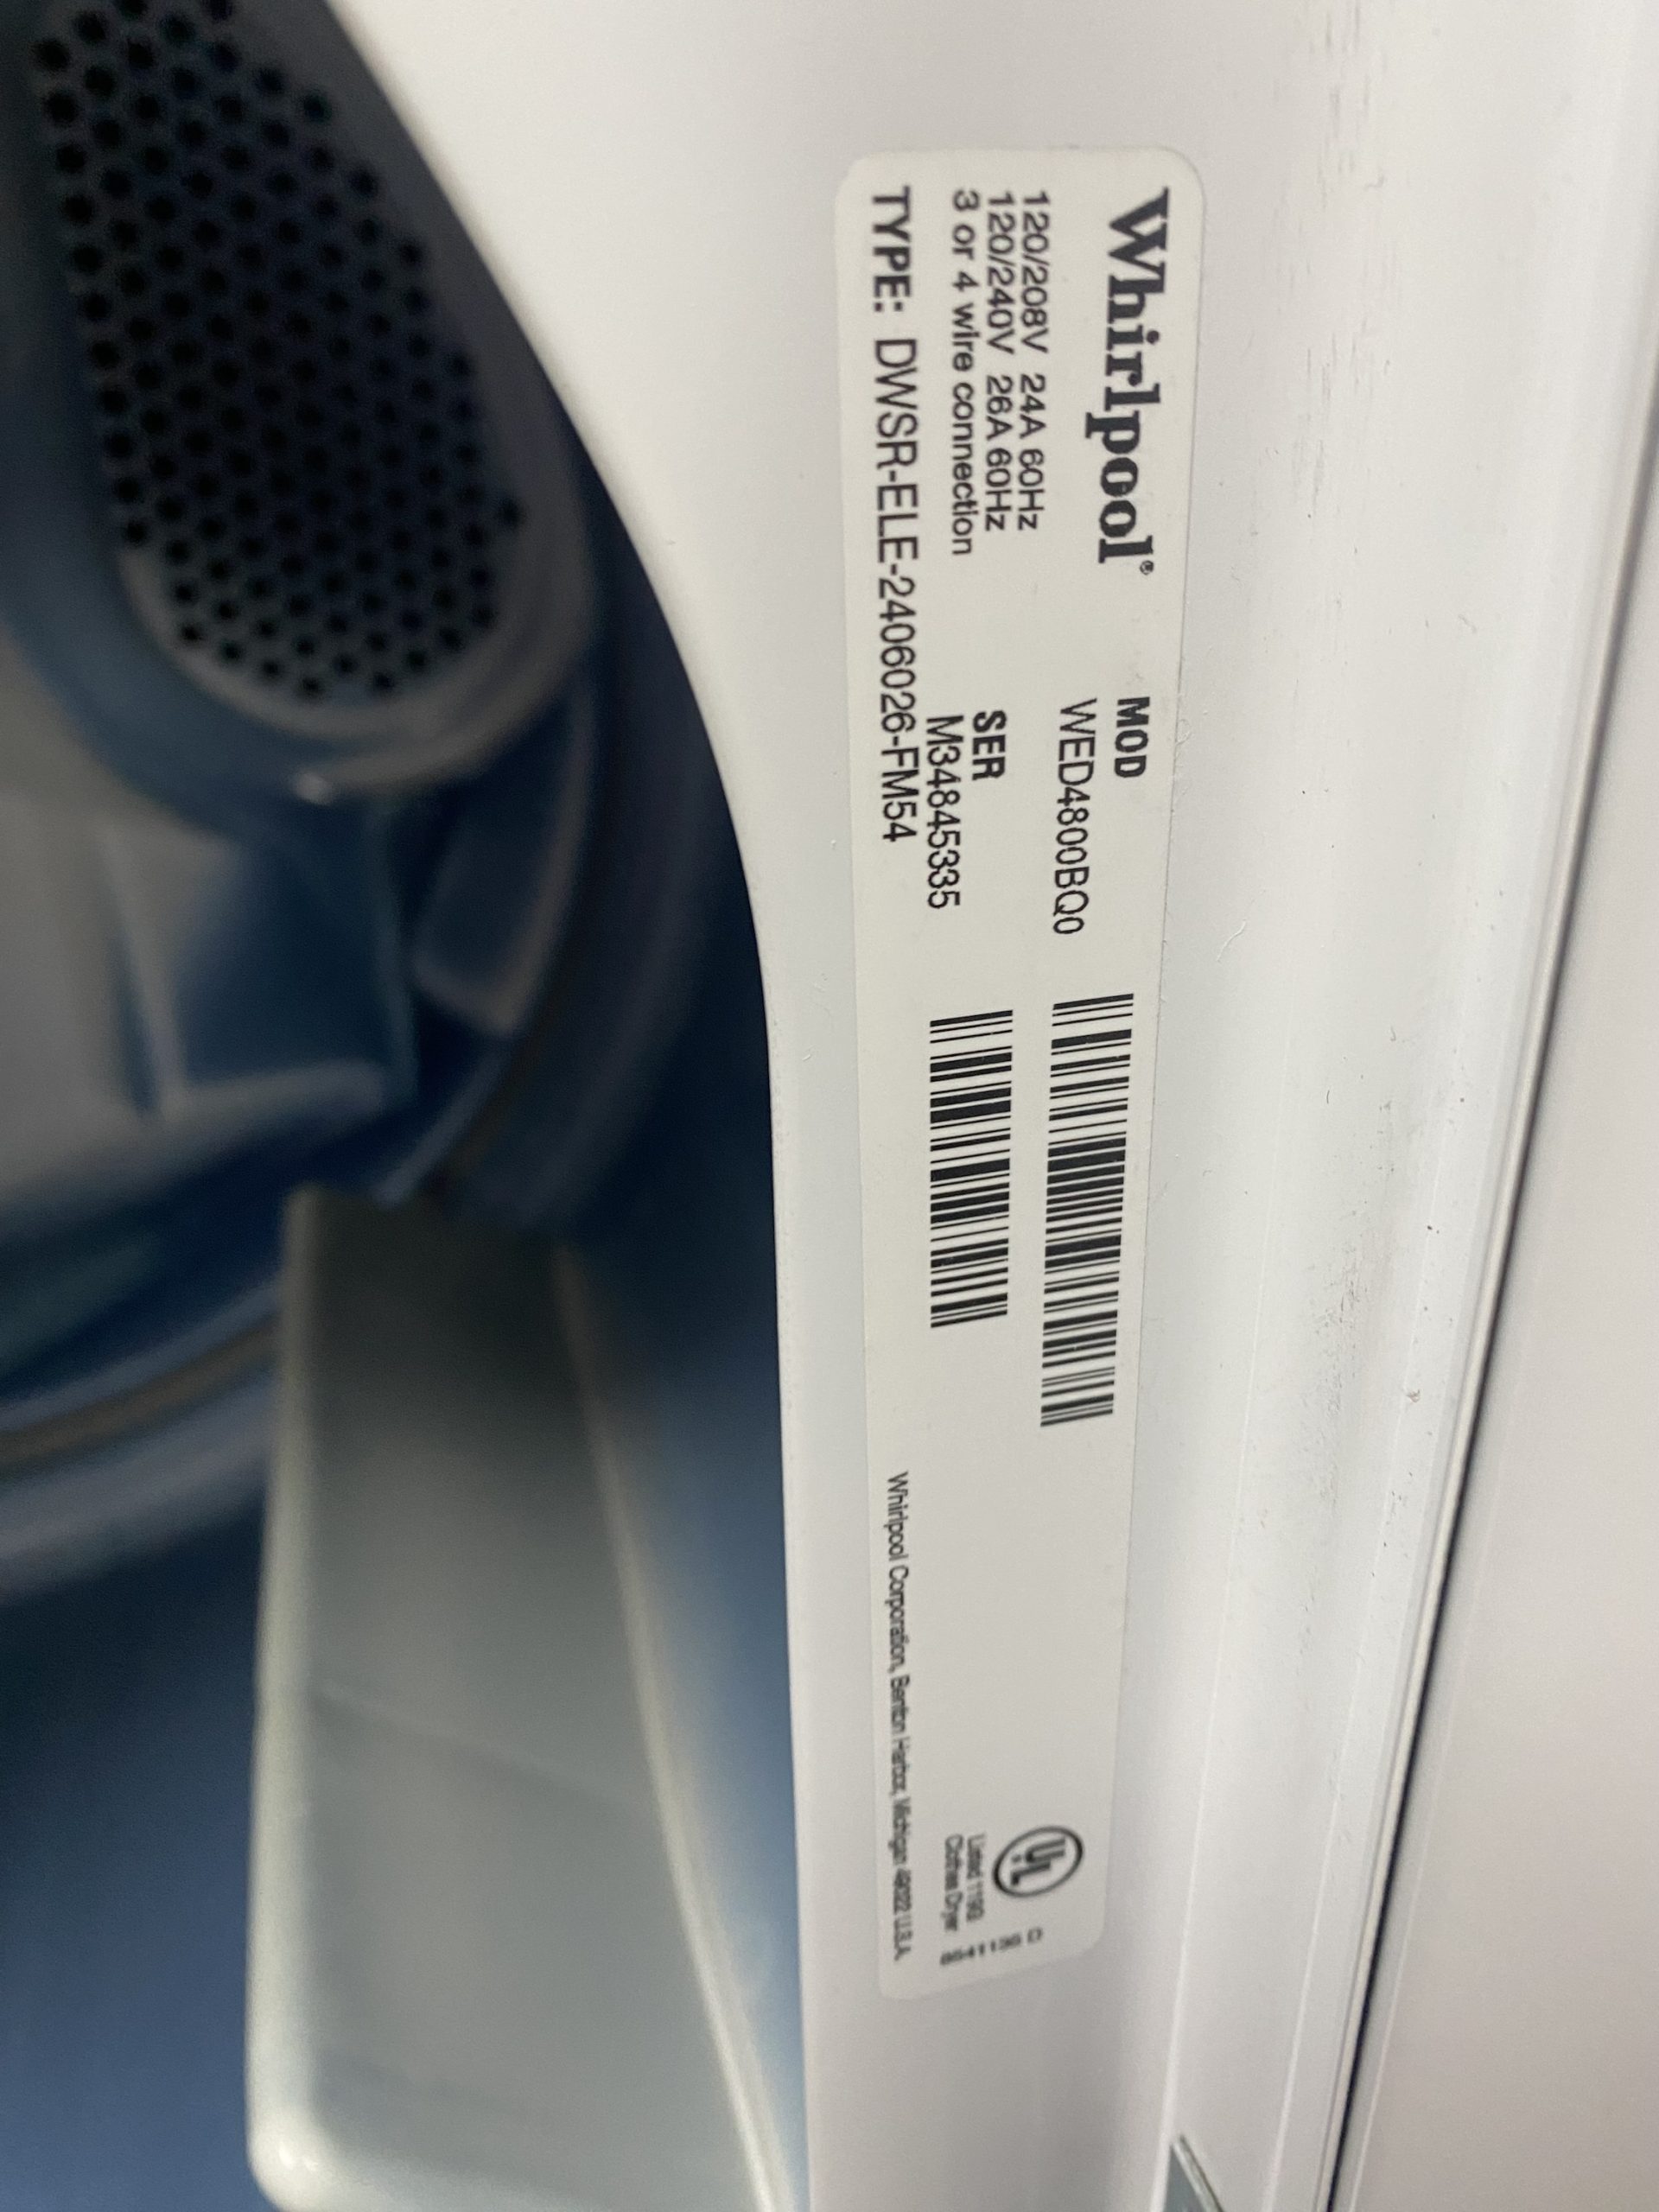 Whirlpool®
120/208V 24A 60Hz
120/240V 26A 60Hz
3 or 4 wire connection
TYPE: DWSR-ELE-2406026-FM54
MOD
WED4800BQ0
SER
M34845335
Whirlpool Corporation, Benton Harbor, Michigan 49022 U.S.A.
UL
Listed
Clothes Dryer
D